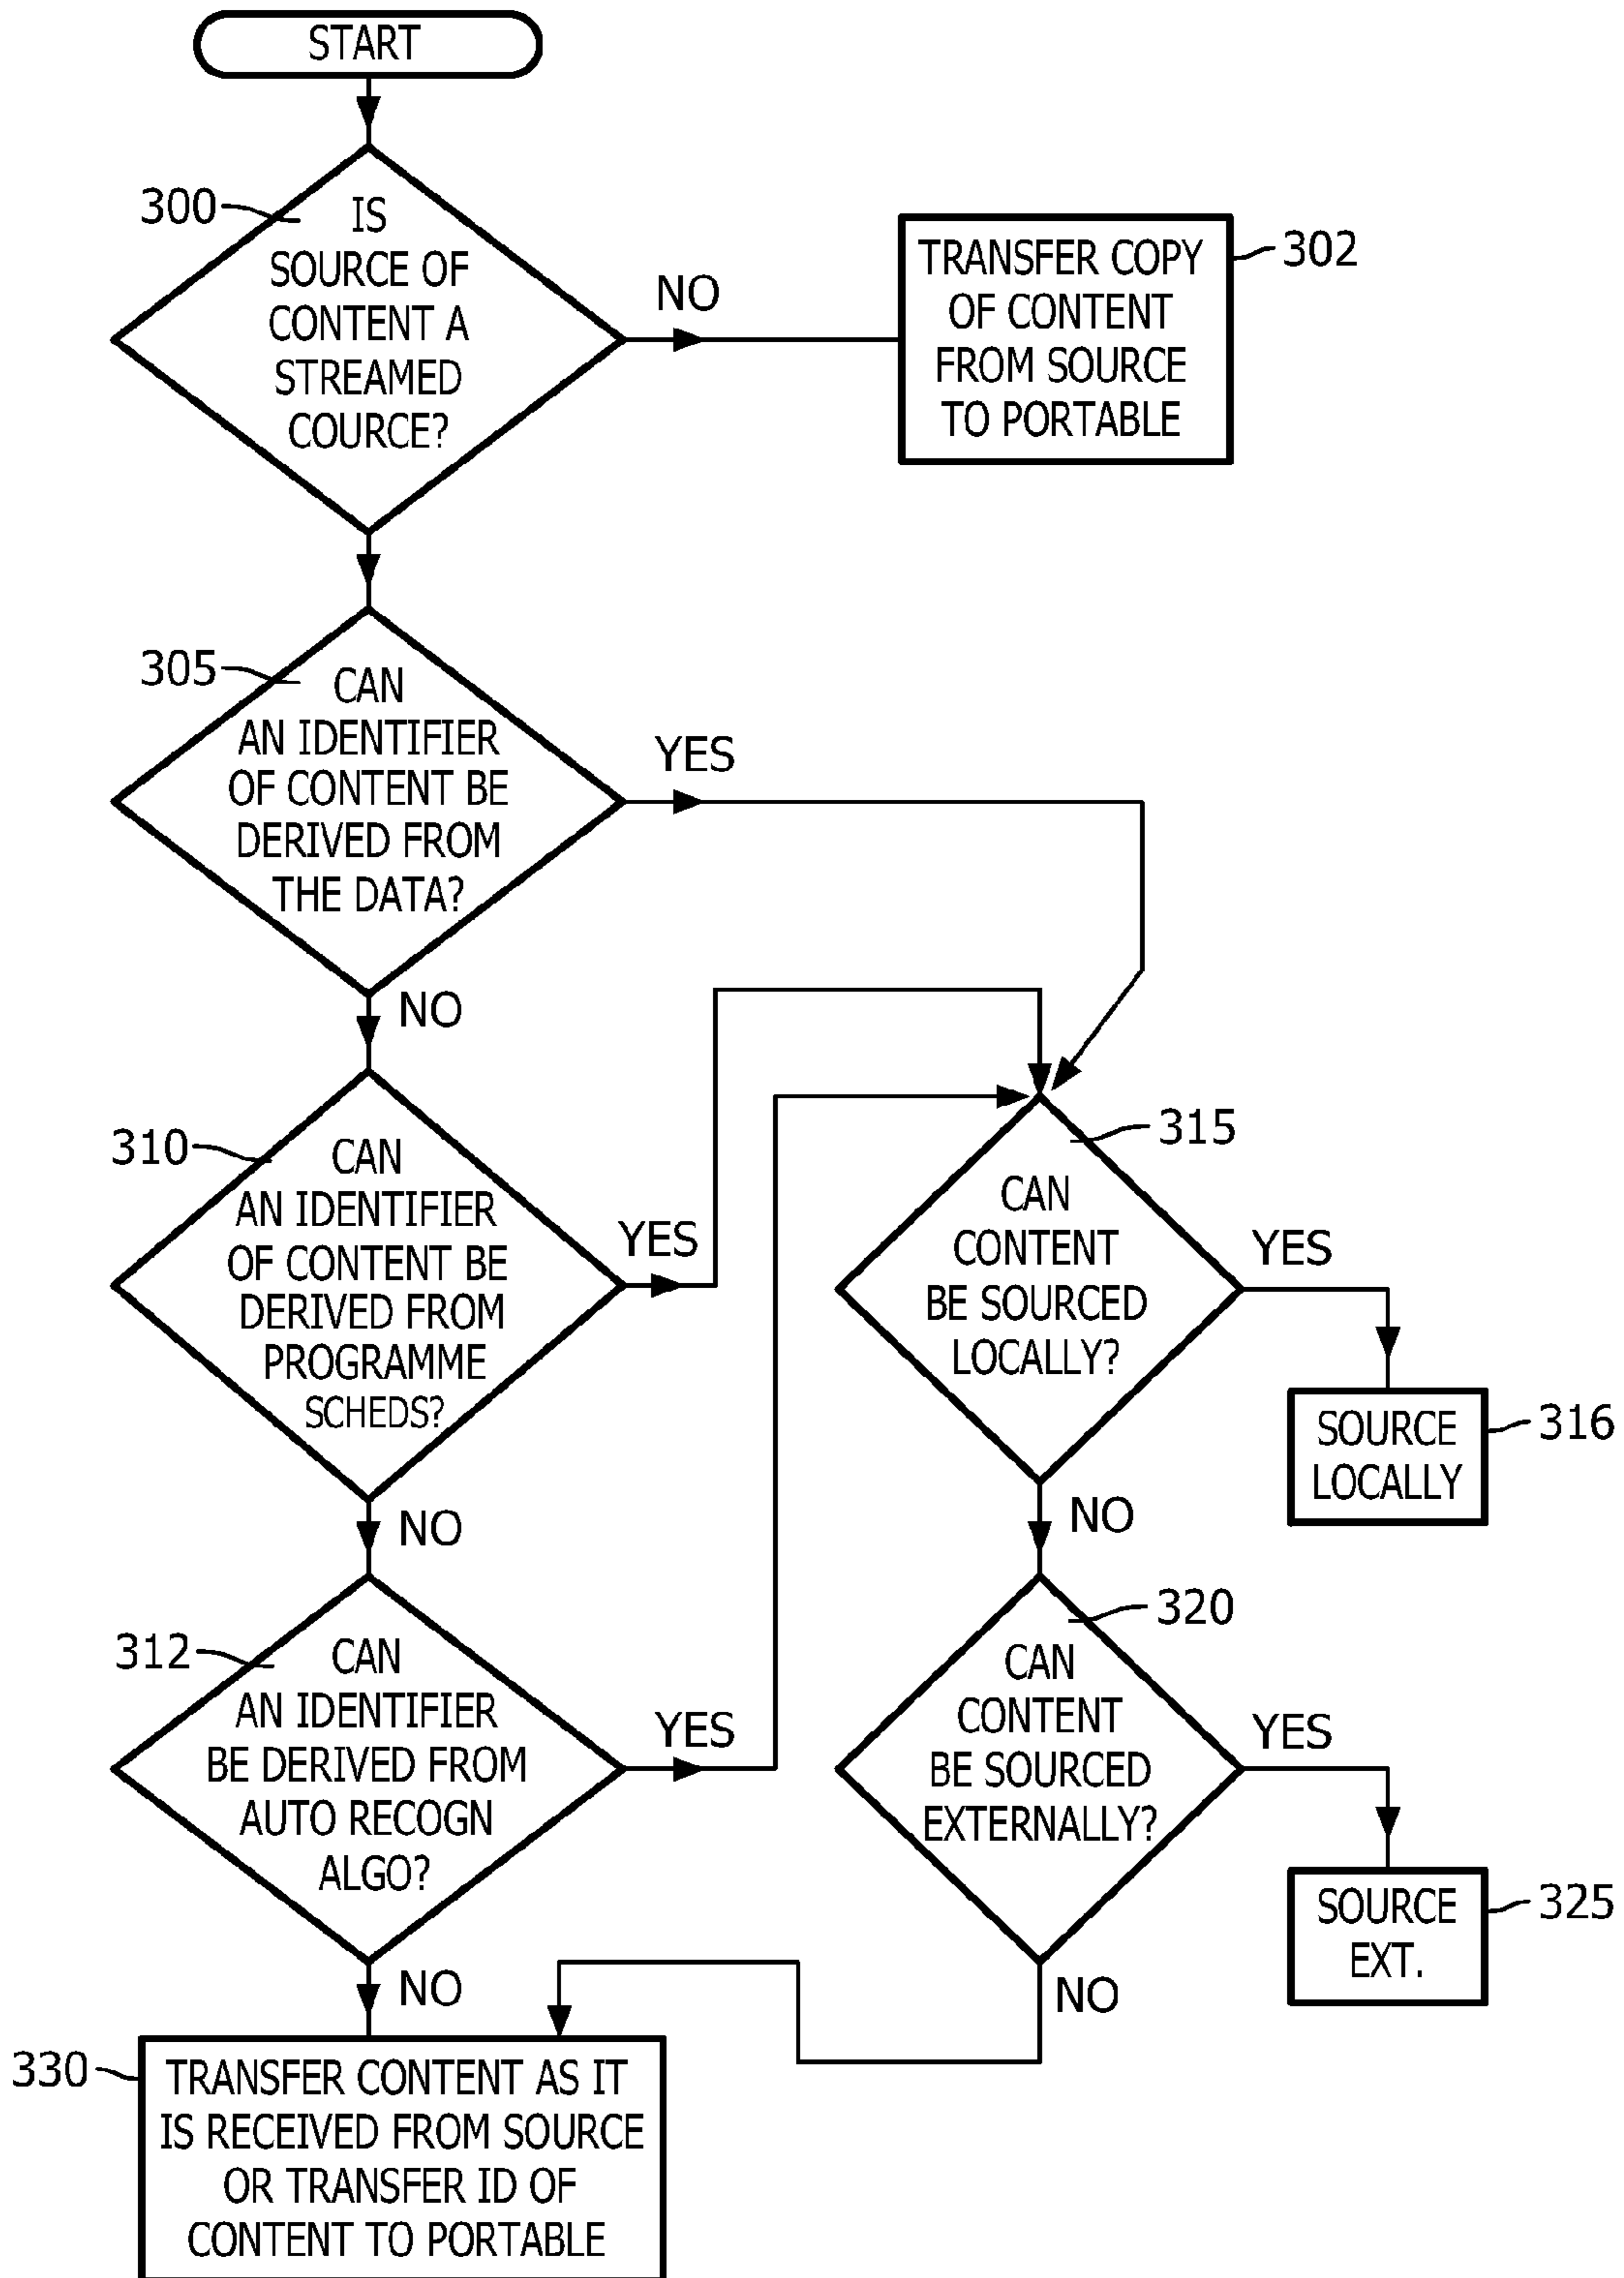 START
300
IS
SOURCE OF
CONTENT A
STREAMED
COURCE?
NO
TRANSFER COPY
OF CONTENT
FROM SOURCE
TO PORTABLE
302
305
CAN
AN IDENTIFIER
OF CONTENT BE
DERIVED FROM
THE DATA?
YES
NO
310
CAN
AN IDENTIFIER
OF CONTENT BE
DERIVED FROM
PROGRAMME
SCHEDS?
YES
NO
315
CAN
CONTENT
BE SOURCED
LOCALLY?
YES
SOURCE
LOCALLY
316
NO
312
CAN
AN IDENTIFIER
BE DERIVED FROM
AUTO RECOGN
ALGO?
YES
NO
320
CAN
CONTENT
BE SOURCED
EXTERNALLY?
YES
SOURCE
EXT.
325
NO
330
TRANSFER CONTENT AS IT
IS RECEIVED FROM SOURCE
OR TRANSFER ID OF
CONTENT TO PORTABLE